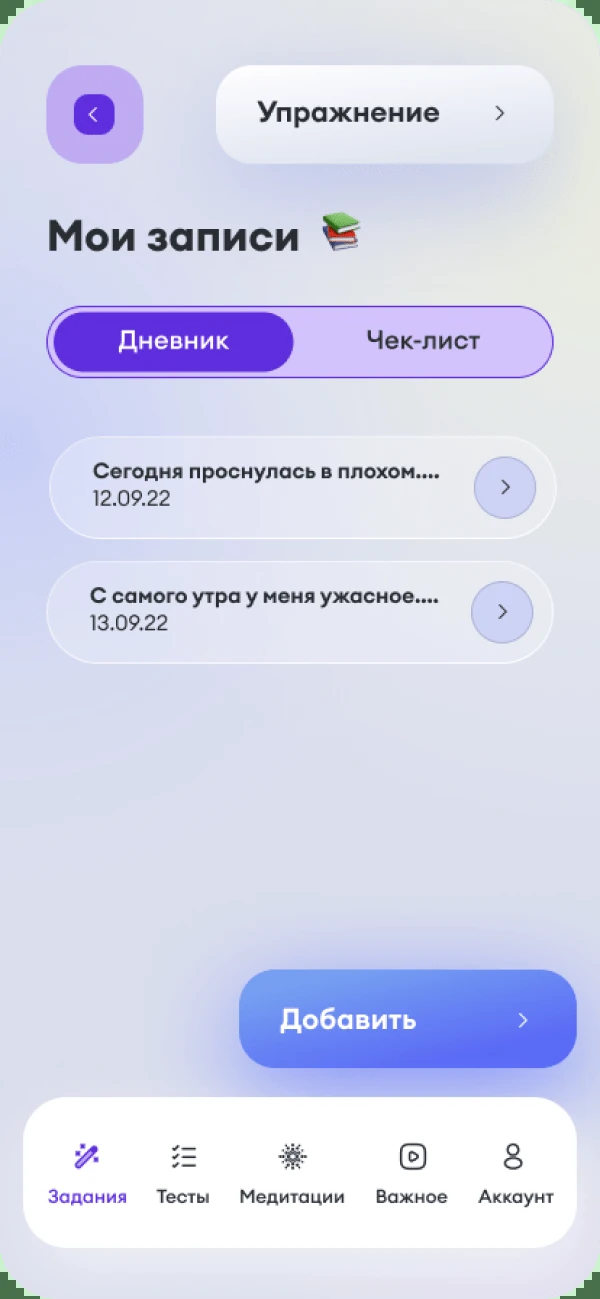 Упражнение
Мои записи
Дневник
Чек-лист
Сегодня проснулась в плохом....
12.09.22
С самого утра у меня ужасное....
13.09.22
Добавить
Задания
Тесты
Медитации
Важное
Аккаунт